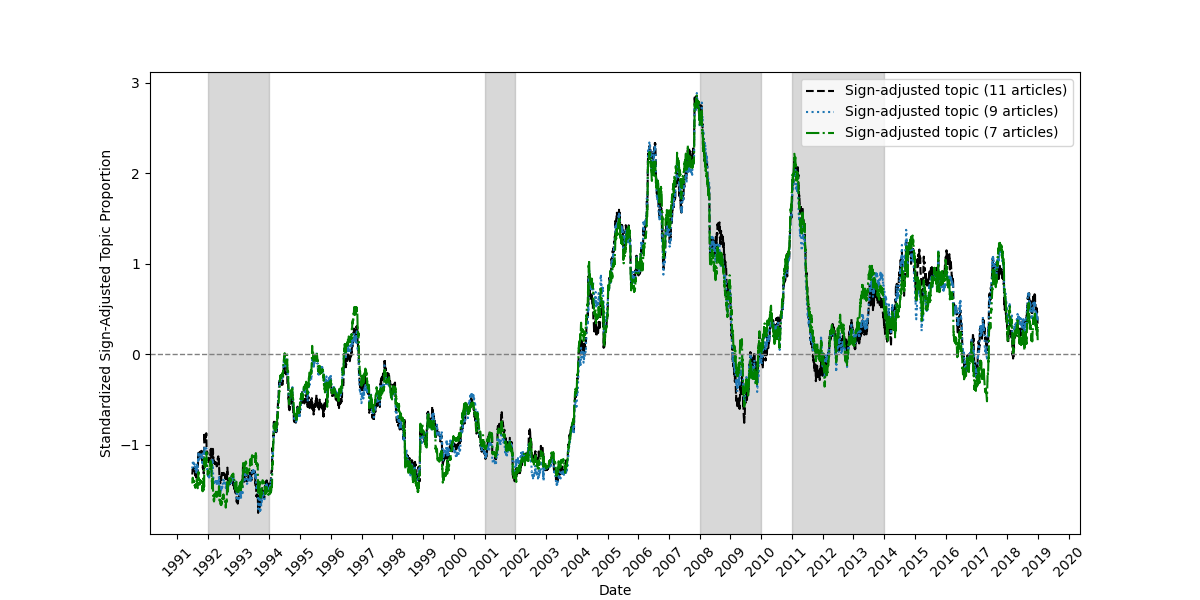 Sign-adjusted topic (11 articles)
Sign-adjusted topic (9 articles)
Sign-adjusted topic (7 articles)
Standardized Sign-Adjusted Topic Proportion
3
2
1
0
−1
1991 1992 1993 1994 1995 1996 1997 1998 1999 2000 2001 2002 2003 2004 2005 2006 2007 2008 2009 2010 2011 2012 2013 2014 2015 2016 2017 2018 2019 2020
Date